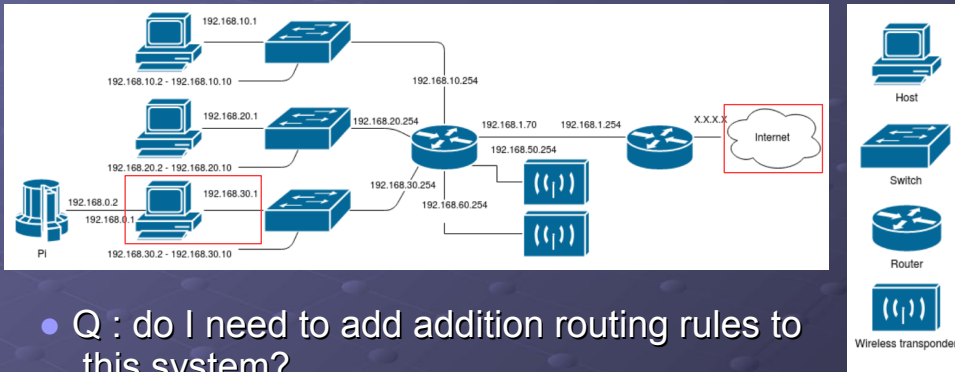 192.168.10.1
192.168.10.2 - 192.168.10.10
192.168.10.254
192.168.20.1
192.168.20.254
192.168.20.2 - 192.168.20.10
192.168.1.70
192.168.1.254
X.X.X.X
Internet
192.168.50.254
192.168.30.254
192.168.60.254
192.168.0.2
192.168.0.1
192.168.30.1
Pi
192.168.30.2 - 192.168.30.10
Host
Switch
Router
Wireless transponder
Q : do I need to add addition routing rules to
this system?